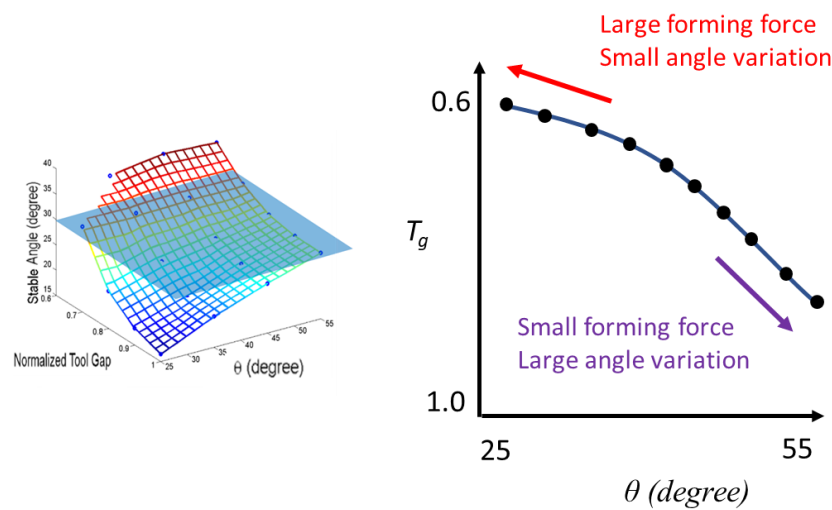 40
35
30
25
20
15
Stable Angle (degree)
0.6
0.7
0.8
0.9
1
Normalized Tool Gap
25
30
35
40
45
50
55
θ (degree)
Large forming force
Small angle variation
0.6
Tg
Small forming force
Large angle variation
1.0
25
55
θ (degree)